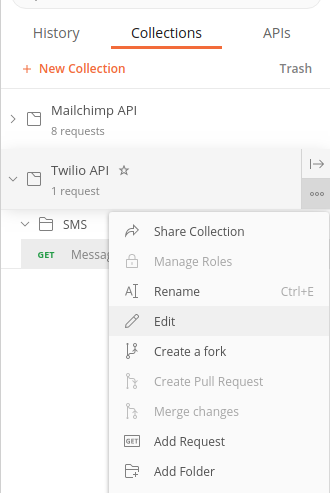 History Collections APIs
+ New Collection Trash
Mailchimp API
8 requests
Twilio API
1 request
SMS
GET
Share Collection
Manage Roles
Rename Ctrl+E
Edit
Create a fork
Create Pull Request
Merge changes
GET Add Request
Add Folder